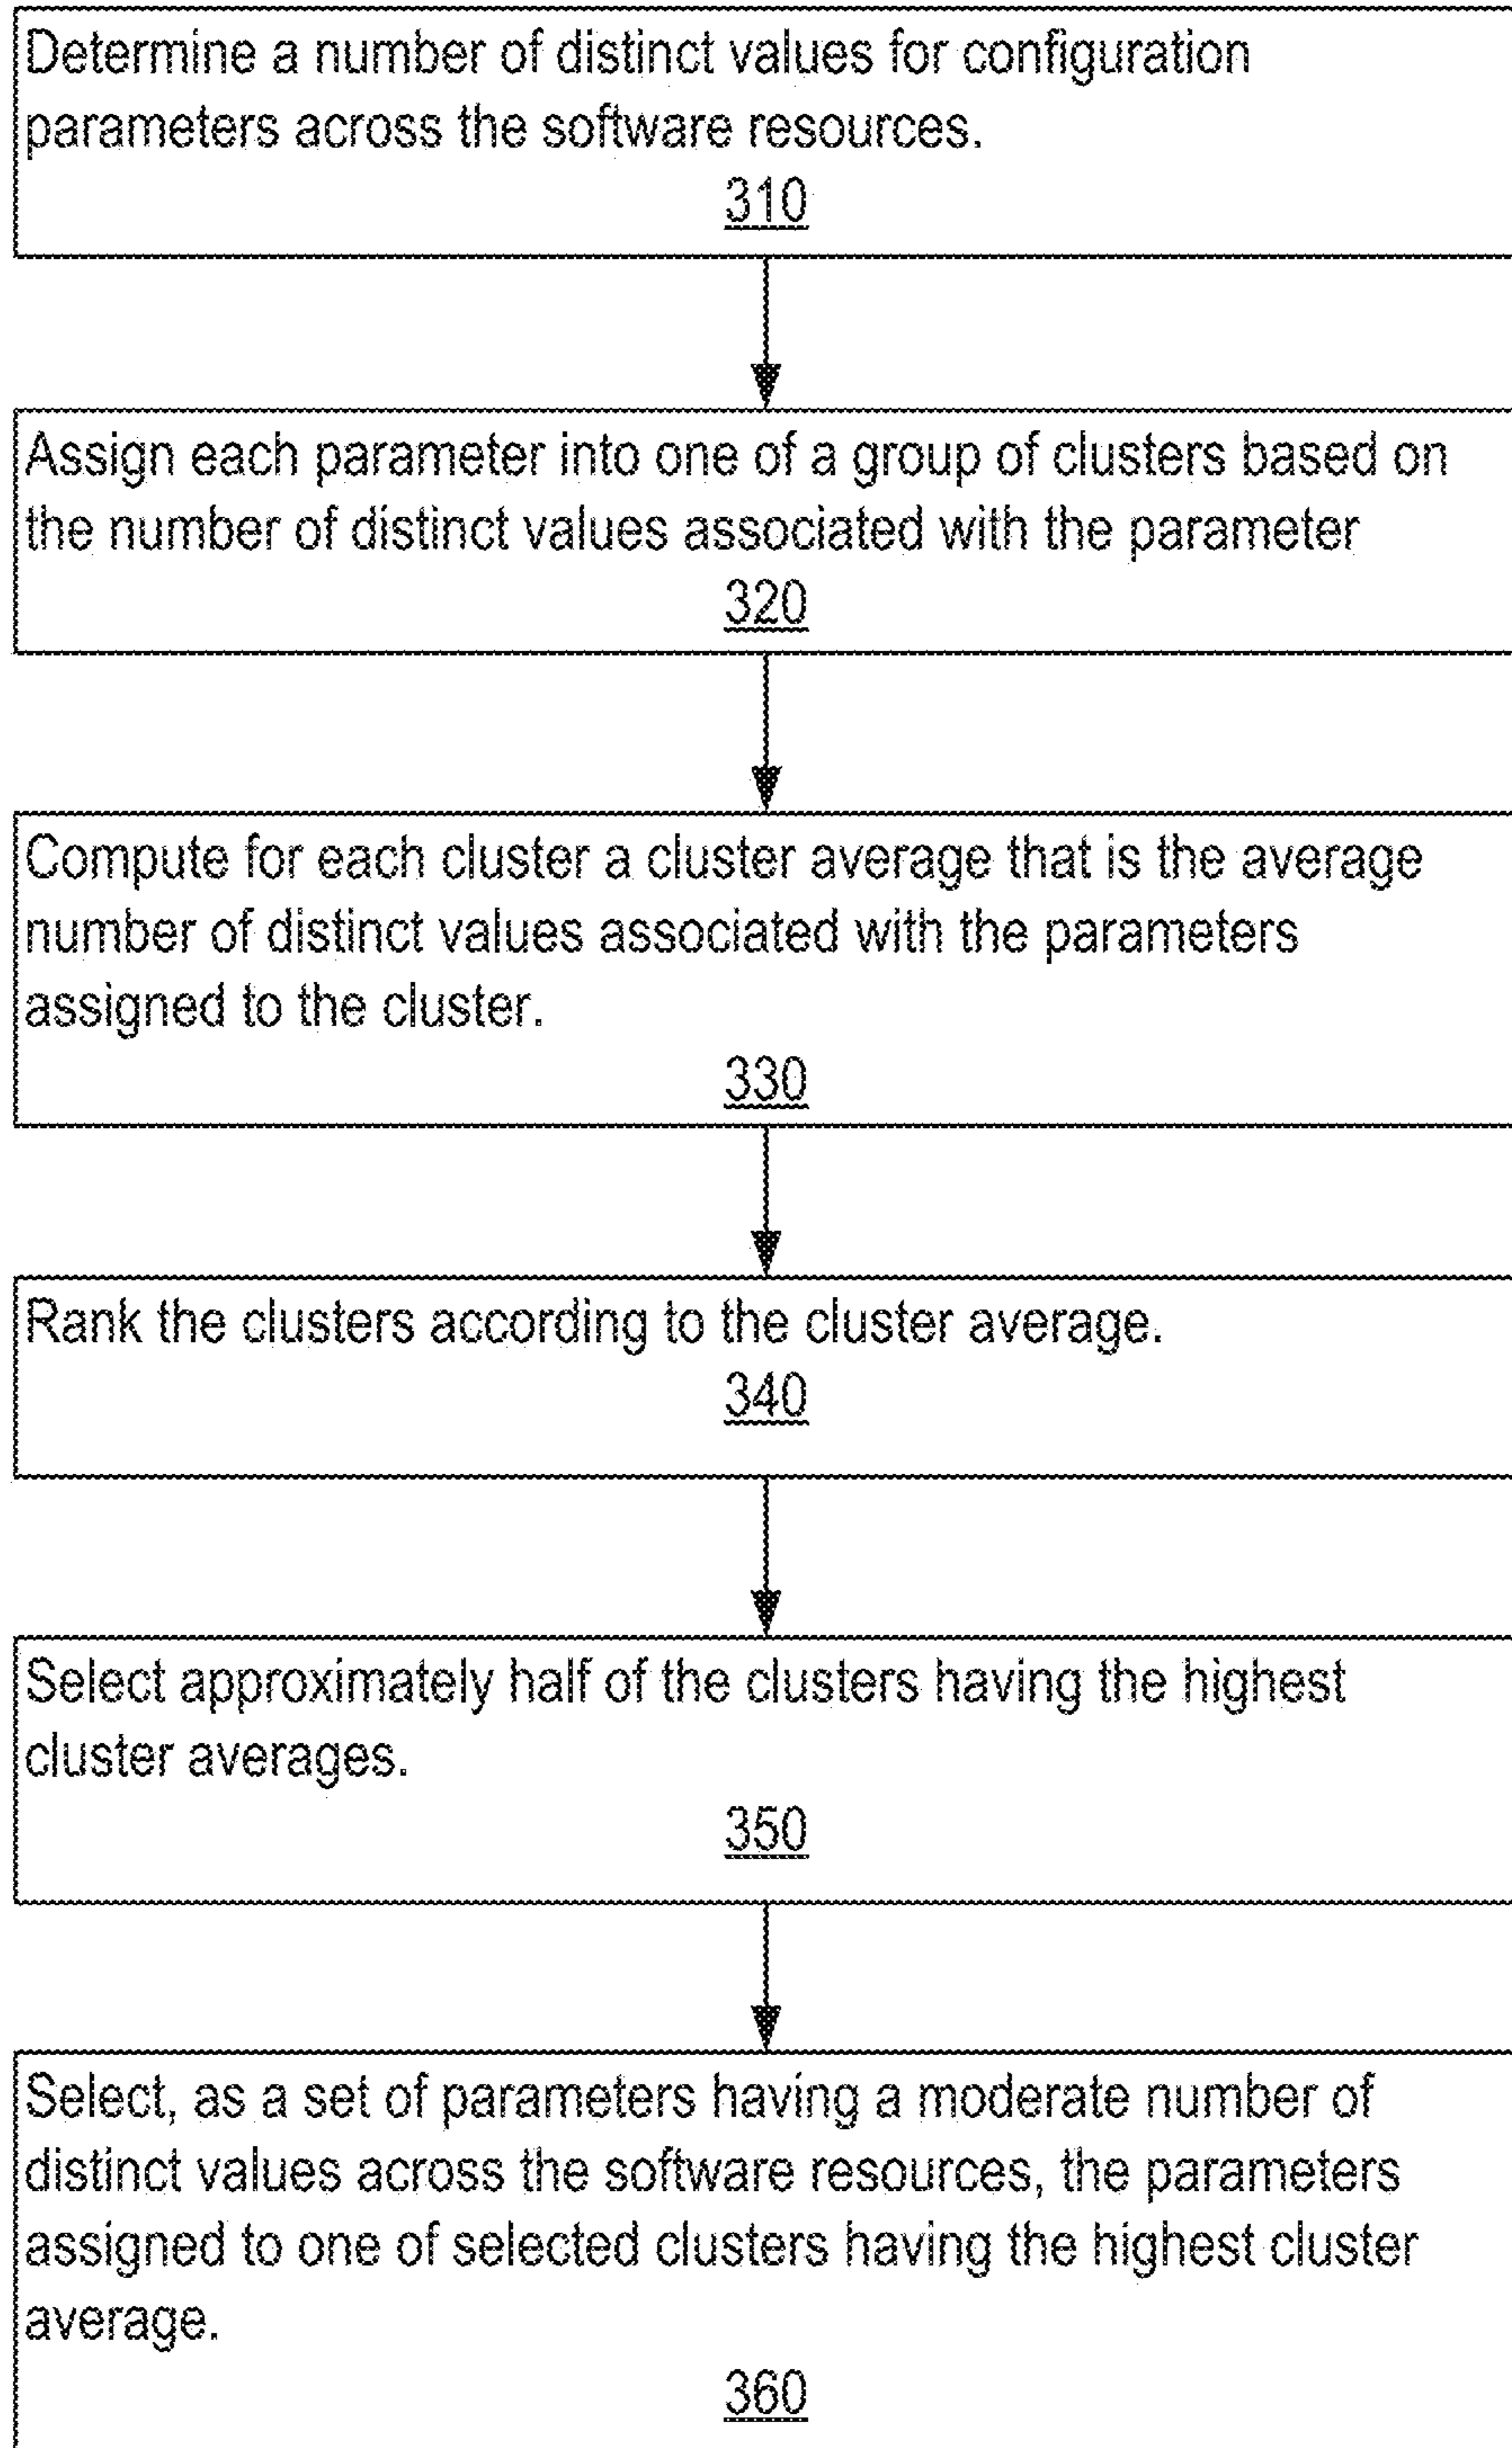 Determine a number of distinct values for configuration
parameters across the software resources.
310
Assign each parameter into one of a group of clusters based on
the number of distinct values associated with the parameter
320
Compute for each cluster a cluster average that is the average
number of distinct values associated with the parameters
assigned to the cluster.
330
Rank the clusters according to the cluster average.
340
Select approximately half of the clusters having the highest
cluster averages.
350
Select, as a set of parameters having a moderate number of
distinct values across the software resources, the parameters
assigned to one of selected clusters having the highest cluster
average.
360